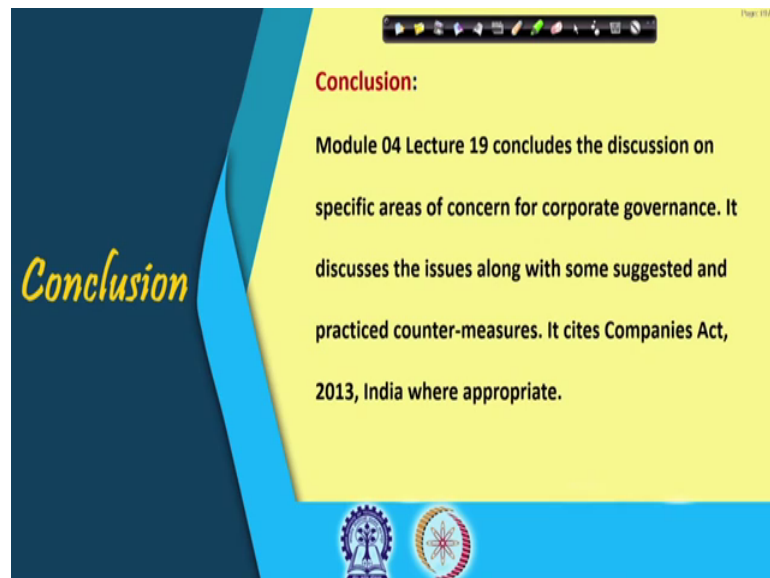 Conclusion
Conclusion:
Module 04 Lecture 19 concludes the discussion on
specific areas of concern for corporate governance. It
discusses the issues along with some suggested and
practiced counter-measures. It cites Companies Act,
2013, India where appropriate.